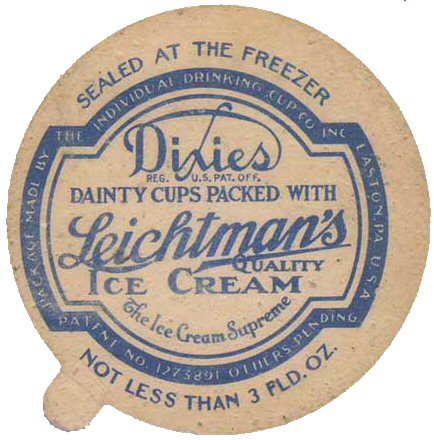 SEALED AT THE FREEZER
PACKAGE MADE BY THE INDIVIDUAL DRINKING CUP CO INC EASTON, PA. U.S.A.
Dixies
REG. U.S. PAT. OFF.
DAINTY CUPS PACKED WITH
Leichtman's
QUALITY
ICE CREAM
The Ice Cream Supreme
PATENT NO. 1273891 OTHERS PENDING
NOT LESS THAN 3 FLD. OZ.